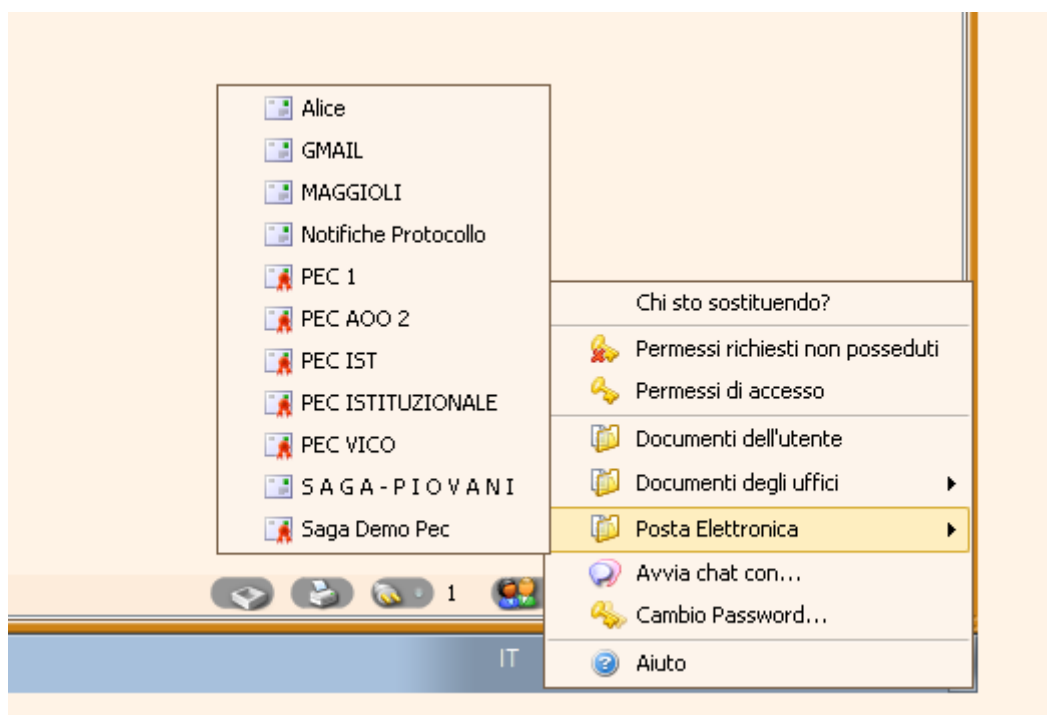 Alice
GMAIL
MAGGIOLI
Notifiche Protocollo
PEC 1
PEC AOO 2
PEC IST
PEC ISTITUZIONALE
PEC VICO
S A G A - P I O V A N I
Saga Demo Pec
Chi sto sostituendo?
Permessi richiesti non posseduti
Permessi di accesso
Documenti dell'utente
Documenti degli uffici
Posta Elettronica
Avvia chat con...
Cambio Password...
Aiuto
1
IT